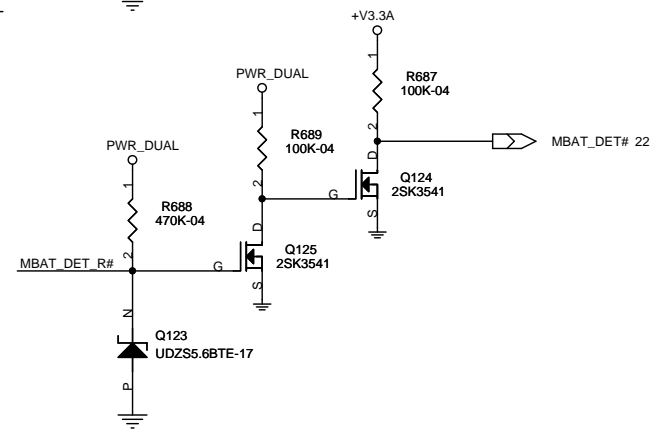 +V3.3A
1
R687
100K-04
2
MBAT_DET# 22
PWR_DUAL
1
R689
100K-04
2
D
G
Q124
2SK3541
S
PWR_DUAL
1
R688
470K-04
2
D
MBAT_DET_R#
G
Q125
2SK3541
S
N
Q123
UDZS5.6BTE-17
P